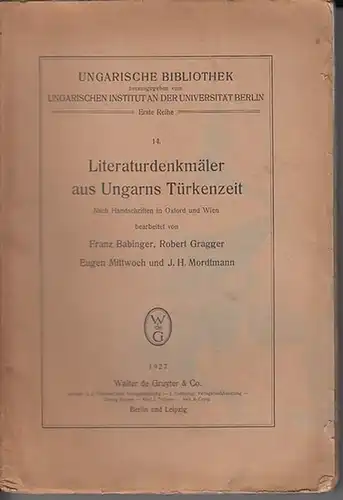 UNGARISCHE BIBLIOTHEK
herausgegeben vom
UNGARISCHEN INSTITUT AN DER UNIVERSITÄT BERLIN
Erste Reihe
14.
Literaturdenkmäler
aus Ungarns Türkenzeit
Nach Handschriften in Oxford und Wien
bearbeitet von
Franz Babinger, Robert Gragger
Eugen Mittwoch und J. H. Mordtmann
W
de
G
1927
Walter de Gruyter & Co.
Berlin und Leipzig